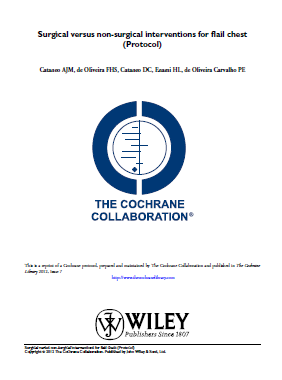 Surgical versus non-surgical interventions for flail chest
(Protocol)
Cataneo AJM, de Oliveira FHS, Cataneo DC, Ezami HL, de Oliveira Carvalho PE
THE COCHRANE
COLLABORATION®
This is a reprint of a Cochrane protocol, prepared and maintained by The Cochrane Collaboration and published in The Cochrane
Library 2012, Issue 7
http://www.thecochranelibrary.com
WILEY
Publishers Since 1807
Surgical versus non-surgical interventions for flail chest (Protocol)
Copyright © 2012 The Cochrane Collaboration. Published by John Wiley & Sons, Ltd.